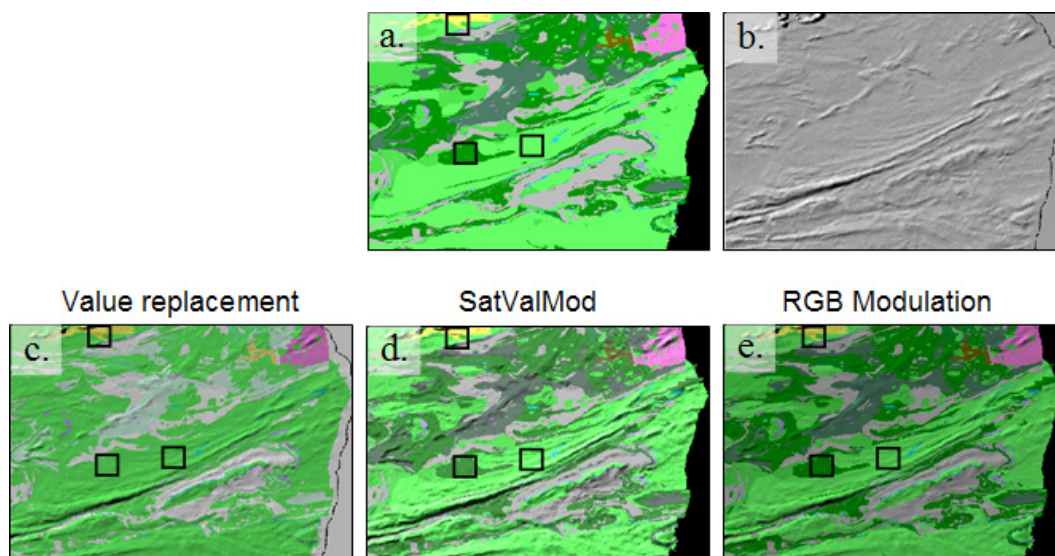 a.
b.
Value replacement
SatValMod
RGB Modulation
c.
d.
e.